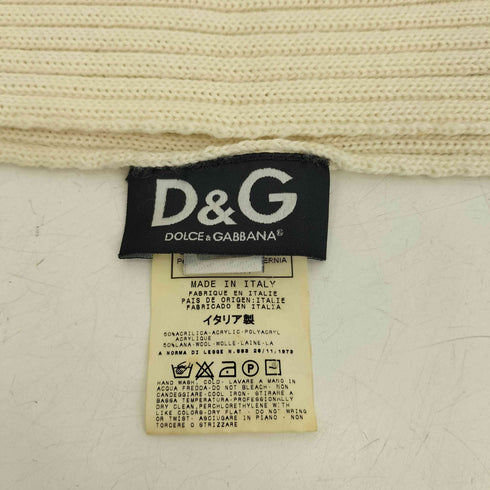 D&G
DOLCE & GABBANA®
MADE IN ITALY
FABRIQUE EN ITALIE
PAIS DE ORIGEN:ITALIE
FABRICADO EN ITALIA
イタリア製
50%ACRILICA-ACRYLIC-POLYACRYL
ACRYLIQUE
50%LANA-WOOL-WOLLE-LAINE-LA
A NORMA DI LEGGE N.883 26/11/1973
P
HAND WASH COLD- LAVARE A MANO IN
ACQUA FREDDA-DO NOT BLEACH- NON
CANDEGGIARE-COOL IRON- STIRARE A
BASSA TEMPERATURA-PROFESSIONALLY
DRY CLEAN,PERCHLORETHYLENE WITH
LIKE COLORS-DRY FLAT - DO NOT WRING
OR TWIST- ASCIUGARE IN PIANO - NON
TORCERE O STRIZZARE